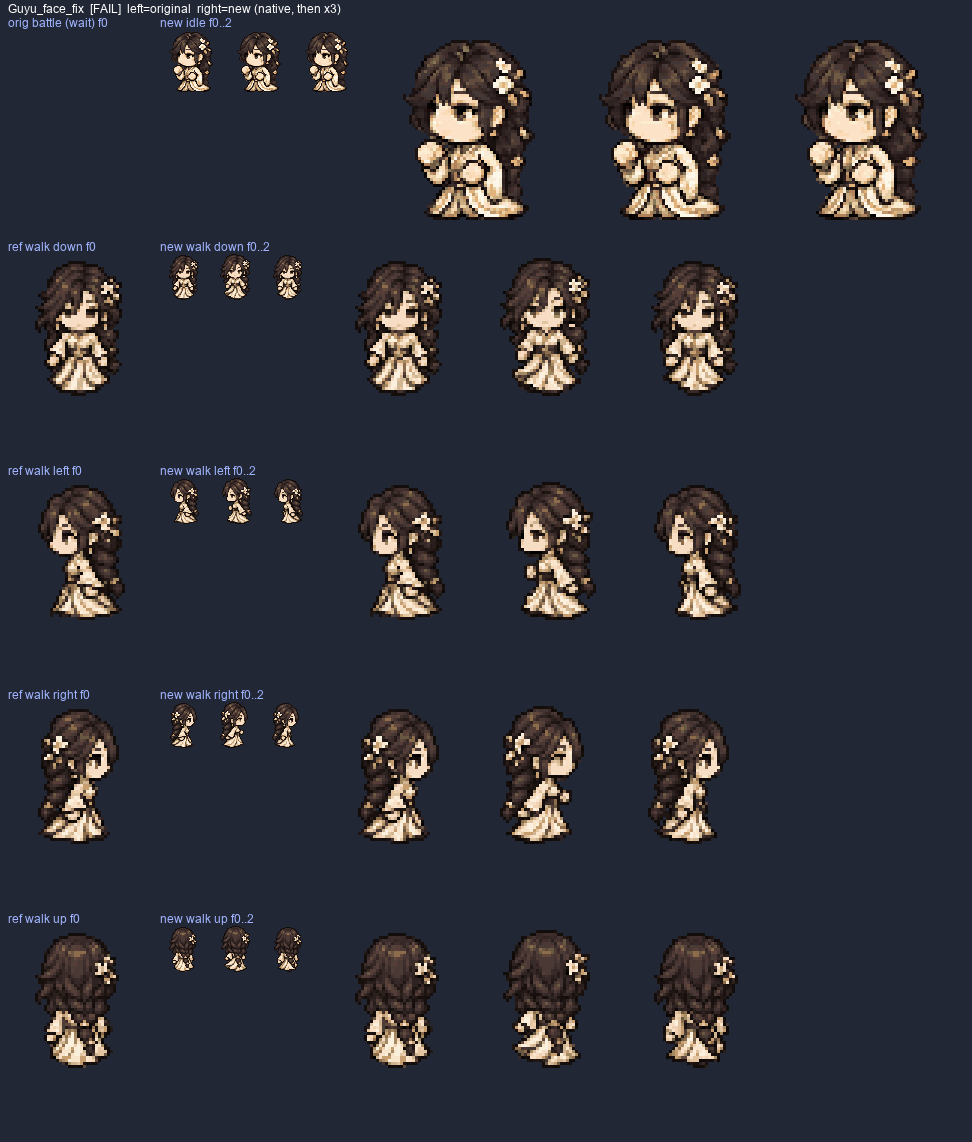 Guyu_face_fix [FAIL] left=original right=new (native, then x3)
orig battle (wait) f0 new idle f0..2
ref walk down f0 new walk down f0..2
ref walk left f0 new walk left f0..2
ref walk right f0 new walk right f0..2
ref walk up f0 new walk up f0..2